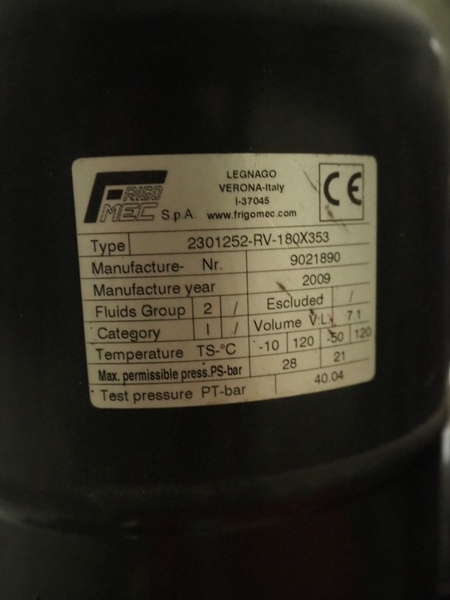 FRIGO
MEC S.p.A.
LEGNAGO
VERONA-Italy
I-37045
www.frigomec.com
CE
Type 2301252-RV-180X353
Manufacture- Nr. 9021890
Manufacture year 2009
Fluids Group 2 / Escluded /
Category I / Volume V:L 7.1
Temperature TS-°C -10 120 -50 120
Max. permissible press.PS-bar 28 21
Test pressure PT-bar 40.04